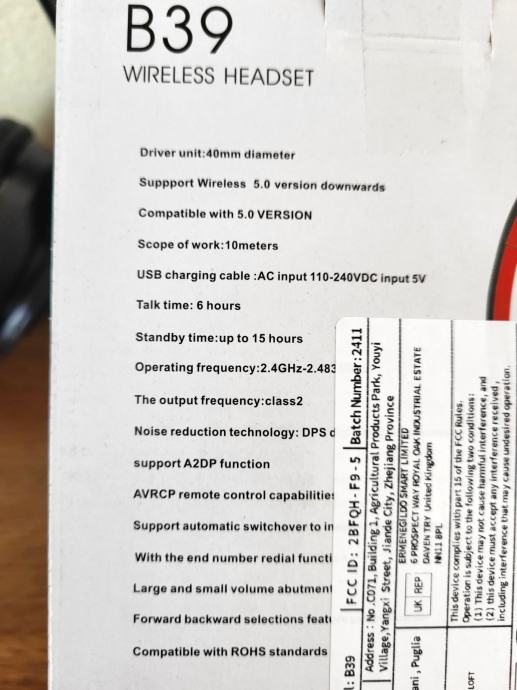 B39
WIRELESS HEADSET
Driver unit:40mm diameter
Suppport Wireless 5.0 version downwards
Compatible with 5.0 VERSION
Scope of work:10meters
USB charging cable :AC input 110-240VDC input 5V
Talk time: 6 hours
Standby time:up to 15 hours
Operating frequency:2.4GHz-2.483
The output frequency:class2
Noise reduction technology: DPS
support A2DP function
AVRCP remote control capabilities
Support automatic switchover to in
With the end number redial functi
Large and small volume abutment
Forward backward selections feat
Compatible with ROHS standards
: B39
FCC ID: 2BFQH-F9-5
Batch Number:2411
Address : No.C071, Building 1, Agricultural Products Park, Youyi
Village,Yangxi Street, Jiande City, Zhejiang Province
UK REP
ERMENEGILDO SMART LIMITED
6 PROSPECT WAY ROYAL OAK INDUSTRIAL ESTATE
DAVEN TRY United Kingdom
NN11 8PL
ani, Puglia
This device complies with part 15 of the FCC Rules.
Operation is subject to the following two conditions:
(1) This device may not cause harmful interference, and
(2) this device must accept any interference received,
including interference that may cause undesired operation.
LOFT